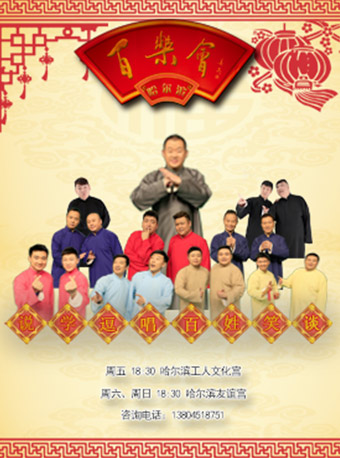 百樂會
哈尔滨
说学逗唱百姓笑谈
周五 18:30 哈尔滨工人文化宫
周六、周日 18:30 哈尔滨友谊宫
咨询电话：13804518751